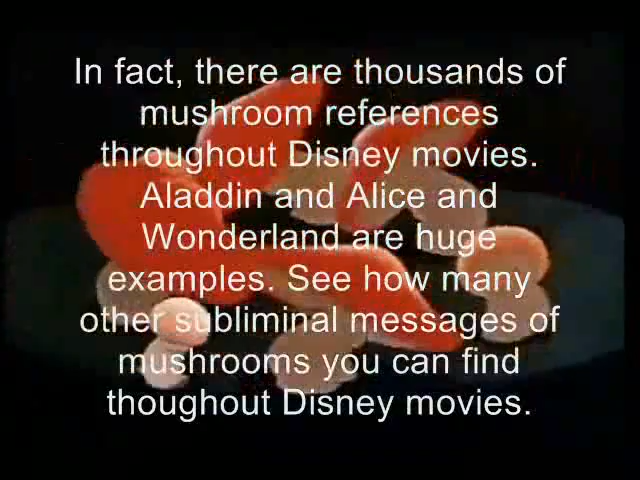 In fact, there are thousands of
mushroom references
throughout Disney movies.
Aladdin and Alice and
Wonderland are huge
examples. See how many
other subliminal messages of
mushrooms you can find
thoughout Disney movies.